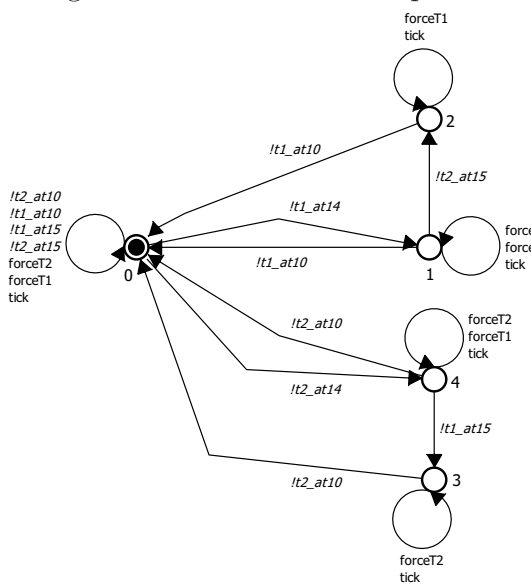 forceT1
tick
2
!t1_at10
!t2_at15
!t2_at10
!t1_at10
!t1_at15
!t2_at15
forceT2
forceT1
tick
0
!t1_at14
!t1_at10
1
tick
!t2_at10
!t2_at14
forceT2
forceT1
tick
4
!t1_at15
!t2_at10
3
forceT2
tick